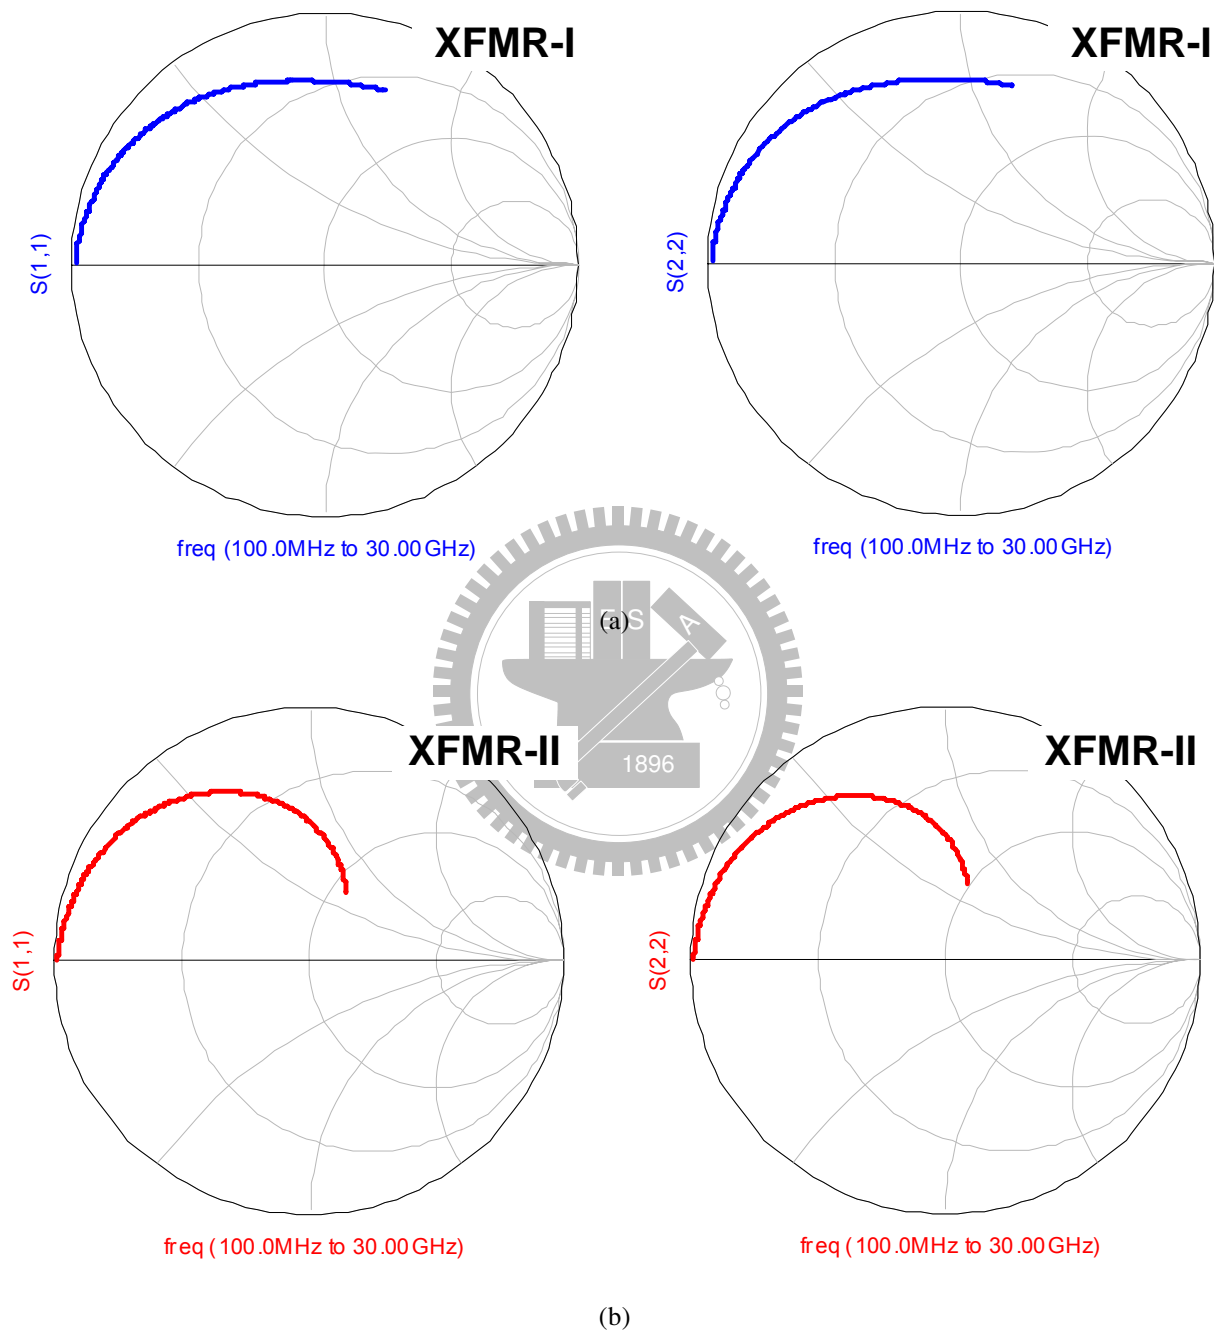 XFMR-I
XFMR-I
S(1,1)
S(2,2)
freq (100.0MHz to 30.00GHz)
freq (100.0MHz to 30.00GHz)
E S A
(a)
1896
XFMR-II
XFMR-II
S(1,1)
S(2,2)
freq (100.0MHz to 30.00GHz)
freq (100.0MHz to 30.00GHz)
(b)